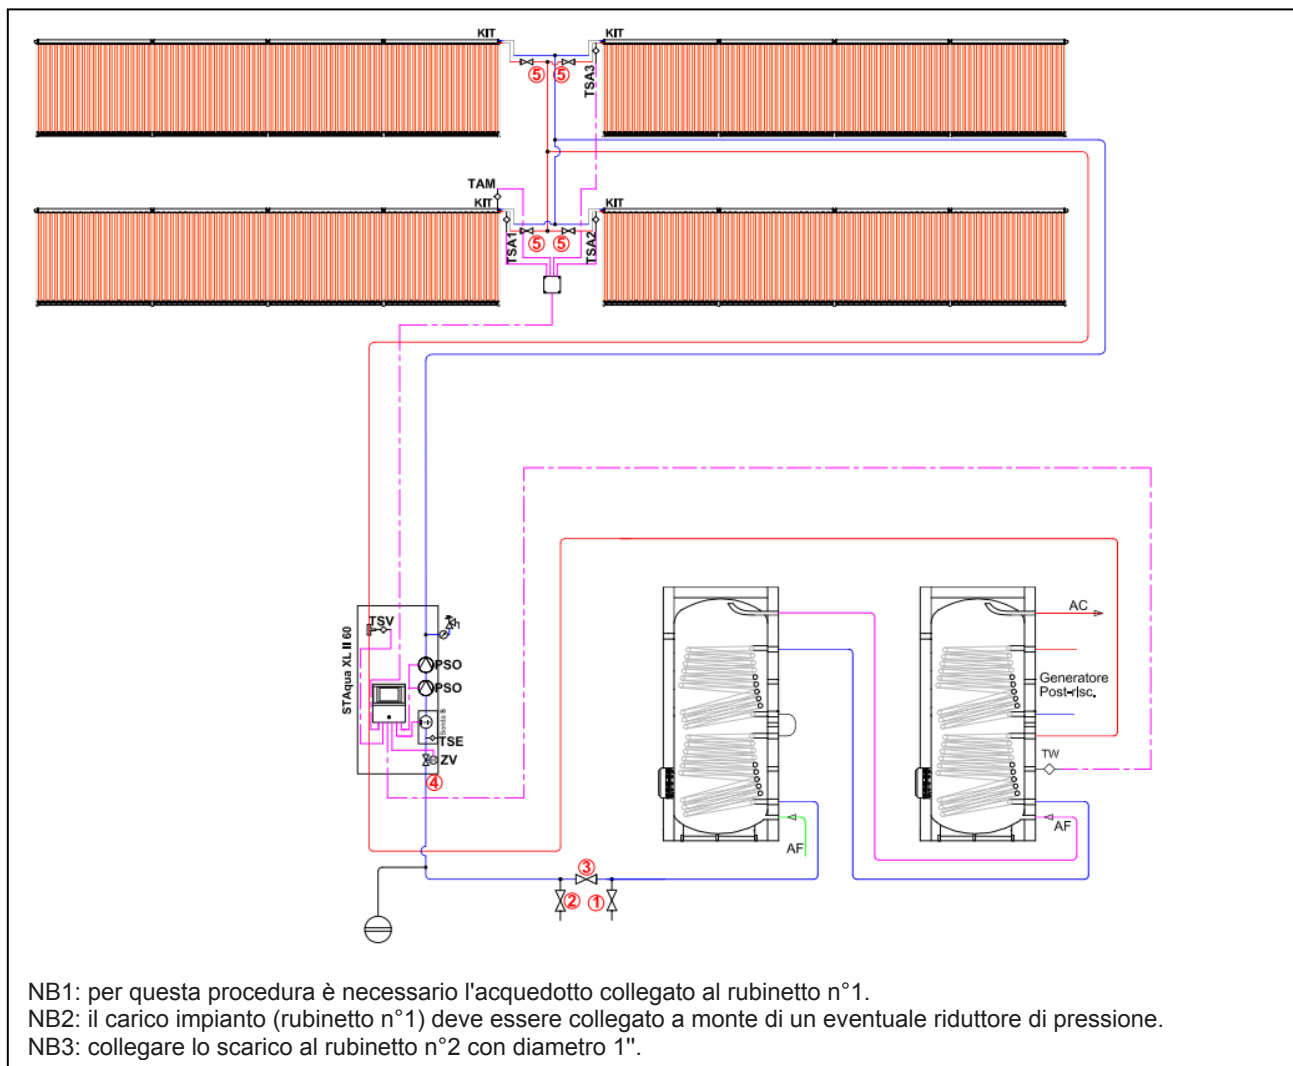 KIT
KIT
5
5
TSA3
TAM
KIT
KIT
TSA1
5
5
TSA2
STAqua XL II 60
TSV
PSO
PSO
Sonda 8
TSE
ZV
4
AC
Generatore
Post-risc.
TW
AF
AF
3
2
1
NB1: per questa procedura è necessario l'acquedotto collegato al rubinetto n°1.
NB2: il carico impianto (rubinetto n°1) deve essere collegato a monte di un eventuale riduttore di pressione.
NB3: collegare lo scarico al rubinetto n°2 con diametro 1".